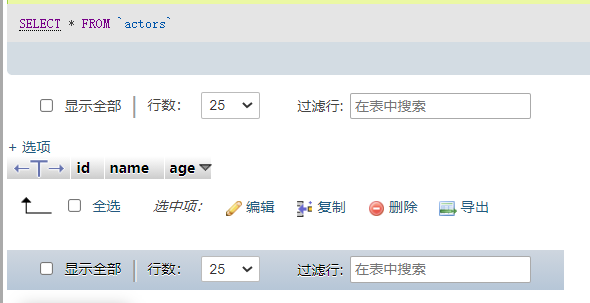 SELECT * FROM `actors`
显示全部 行数: 25 过滤行: 在表中搜索
+ 选项
←T→ id name age
全选 选中项: 编辑 复制 删除 导出
显示全部 行数: 25 过滤行: 在表中搜索